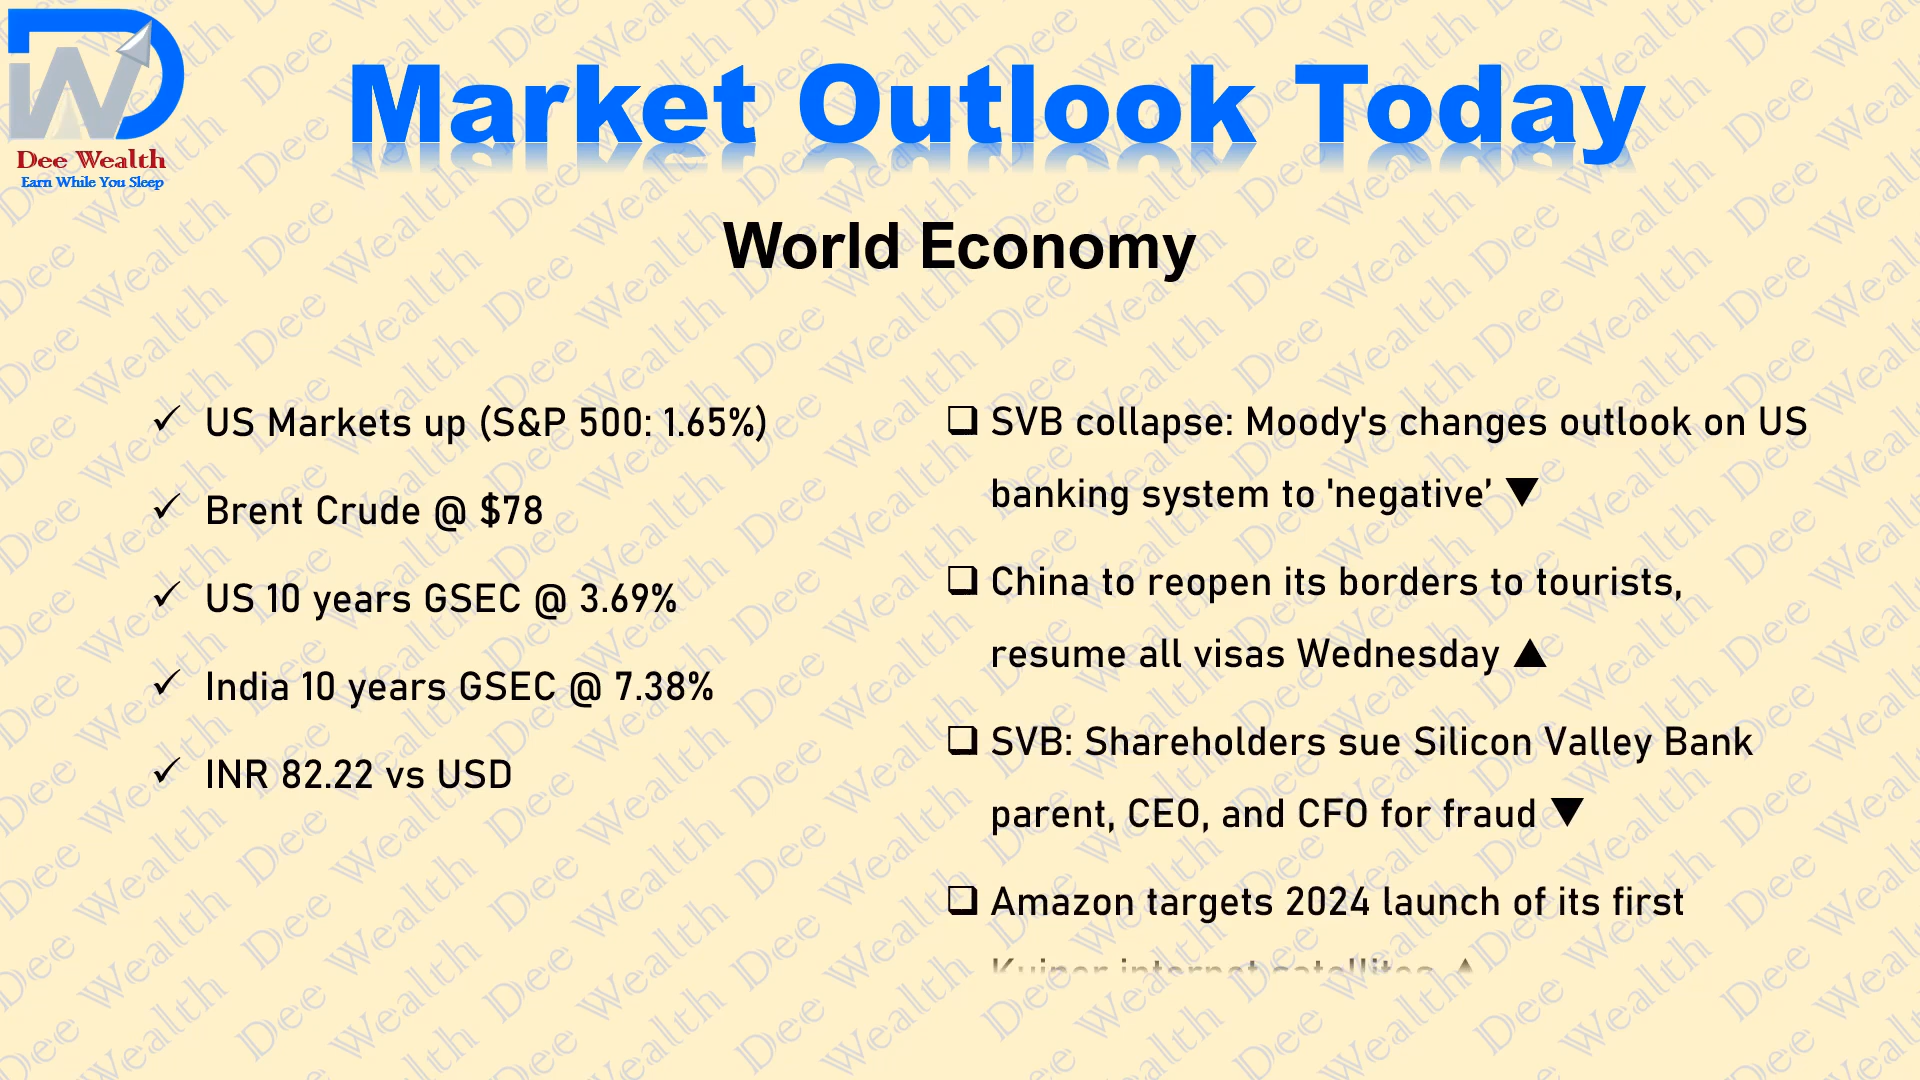 Dee Wealth
Earn While You Sleep
Market Outlook Today
World Economy
✓ US Markets up (S&P 500: 1.65%)
✓ Brent Crude @ $78
✓ US 10 years GSEC @ 3.69%
✓ India 10 years GSEC @ 7.38%
✓ INR 82.22 vs USD
❑ SVB collapse: Moody's changes outlook on US
banking system to 'negative’ ▼
❑ China to reopen its borders to tourists,
resume all visas Wednesday ▲
❑ SVB: Shareholders sue Silicon Valley Bank
parent, CEO, and CFO for fraud ▼
❑ Amazon targets 2024 launch of its first
Kuiper internet satellites ▲